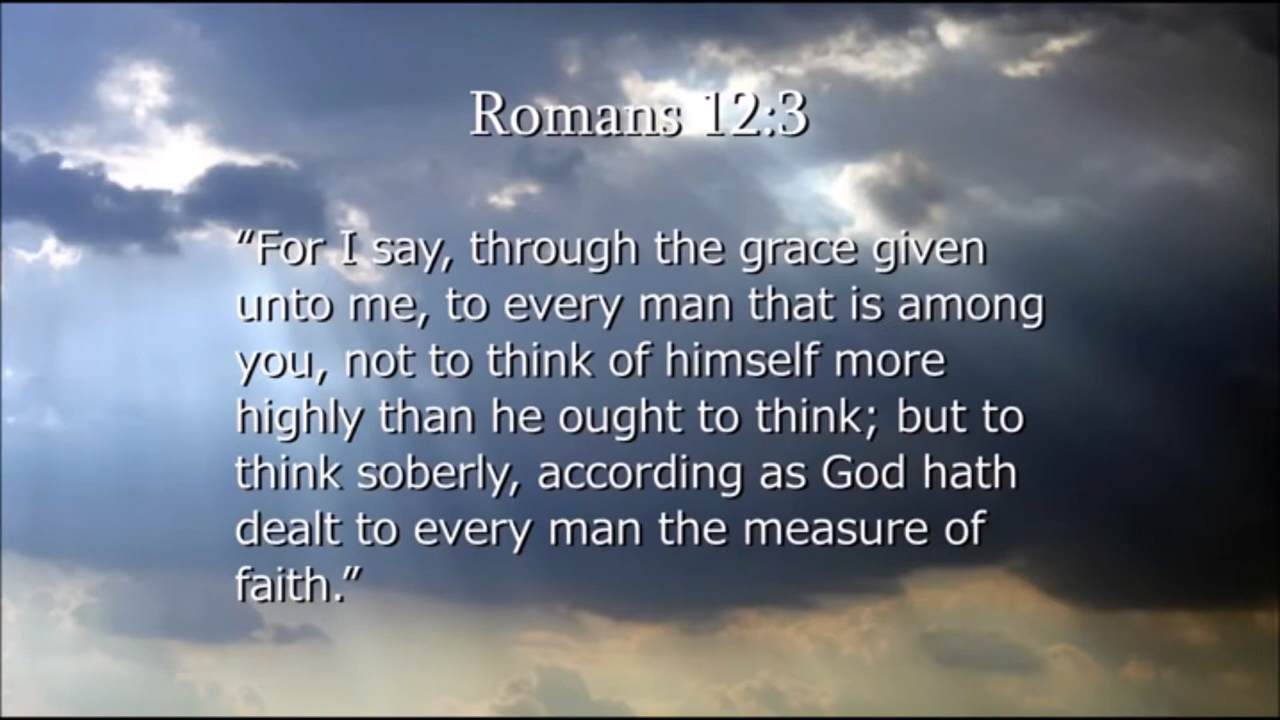 Romans 12:3
”For I say, through the grace given
unto me, to every man that is among
you, not to think of himself more
highly than he ought to think; but to
think soberly, according as God hath
dealt to every man the measure of
faith.”